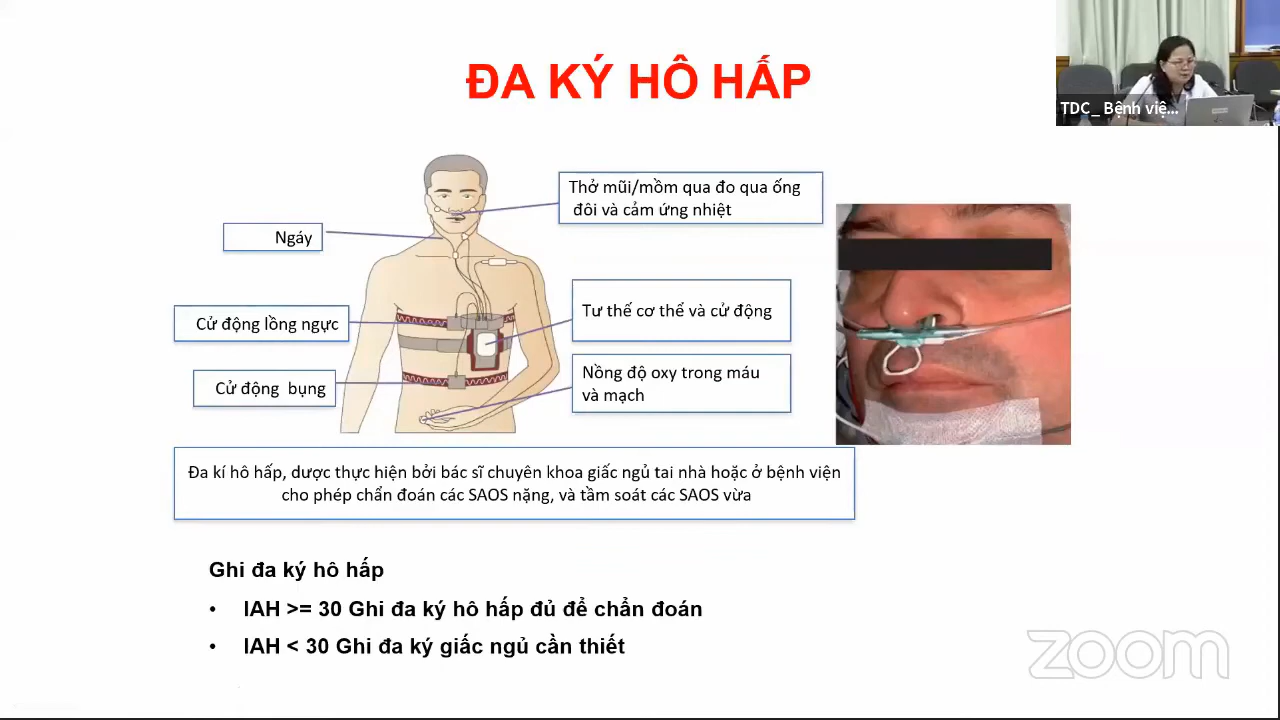 ĐA KÝ HÔ HẤP
TDC_ Bệnh việ...
Thở mũi/mồm qua đo qua ống
đôi và cảm ứng nhiệt
Ngáy
Tư thế cơ thể và cử động
Cử động lồng ngực
Nồng độ oxy trong máu
và mạch
Cử động bụng
Đa kí hô hấp, dược thực hiện bởi bác sĩ chuyên khoa giấc ngủ tai nhà hoặc ở bệnh viện
cho phép chẩn đoán các SAOS nặng, và tầm soát các SAOS vừa
Ghi đa ký hô hấp
• IAH >= 30 Ghi đa ký hô hấp đủ để chẩn đoán
• IAH < 30 Ghi đa ký giấc ngủ cần thiết
zoom